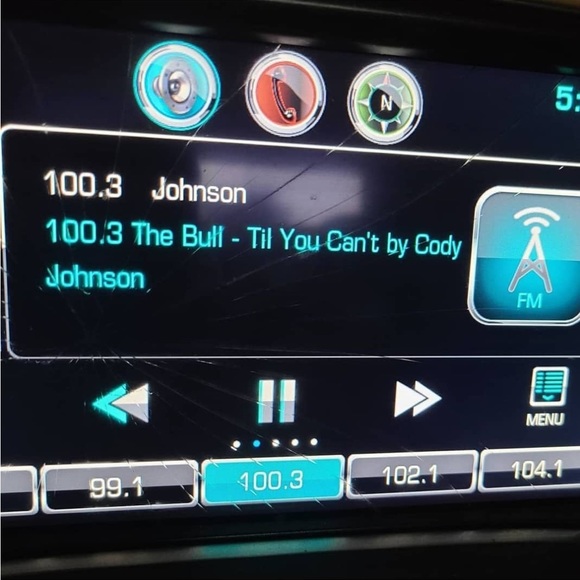 N
5:
100.3 Johnson
100.3 The Bull - Til You Can't by Cody
Johnson
FM
MENU
99.1
100.3
102.1
104.1